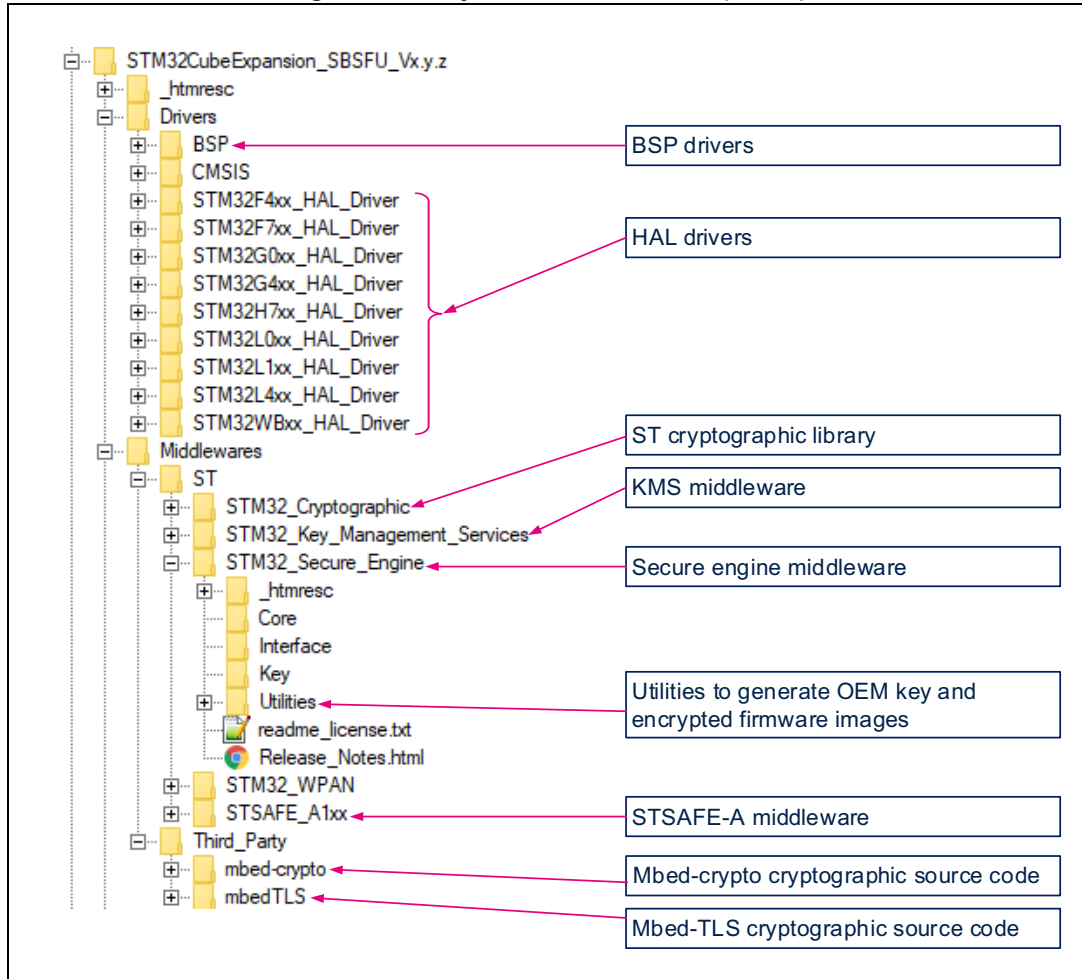 STM32CubeExpansion_SBSFU_Vx.y.z
_htmresc
Drivers
BSP
BSP drivers
CMSIS
STM32F4xx_HAL_Driver
STM32F7xx_HAL_Driver
HAL drivers
STM32G0xx_HAL_Driver
STM32G4xx_HAL_Driver
STM32H7xx_HAL_Driver
STM32L0xx_HAL_Driver
STM32L1xx_HAL_Driver
STM32L4xx_HAL_Driver
STM32WBxx_HAL_Driver
ST cryptographic library
Middlewares
ST
KMS middleware
STM32_Cryptographic
STM32_Key_Management_Services
STM32_Secure_Engine
Secure engine middleware
_htmresc
Core
Interface
Key
Utilities
Utilities to generate OEM key and
encrypted firmware images
readme_license.txt
Release_Notes.html
STM32_WPAN
STSAFE_A1xx
STSAFE-A middleware
Third_Party
mbed-crypto
Mbed-crypto cryptographic source code
mbedTLS
Mbed-TLS cryptographic source code